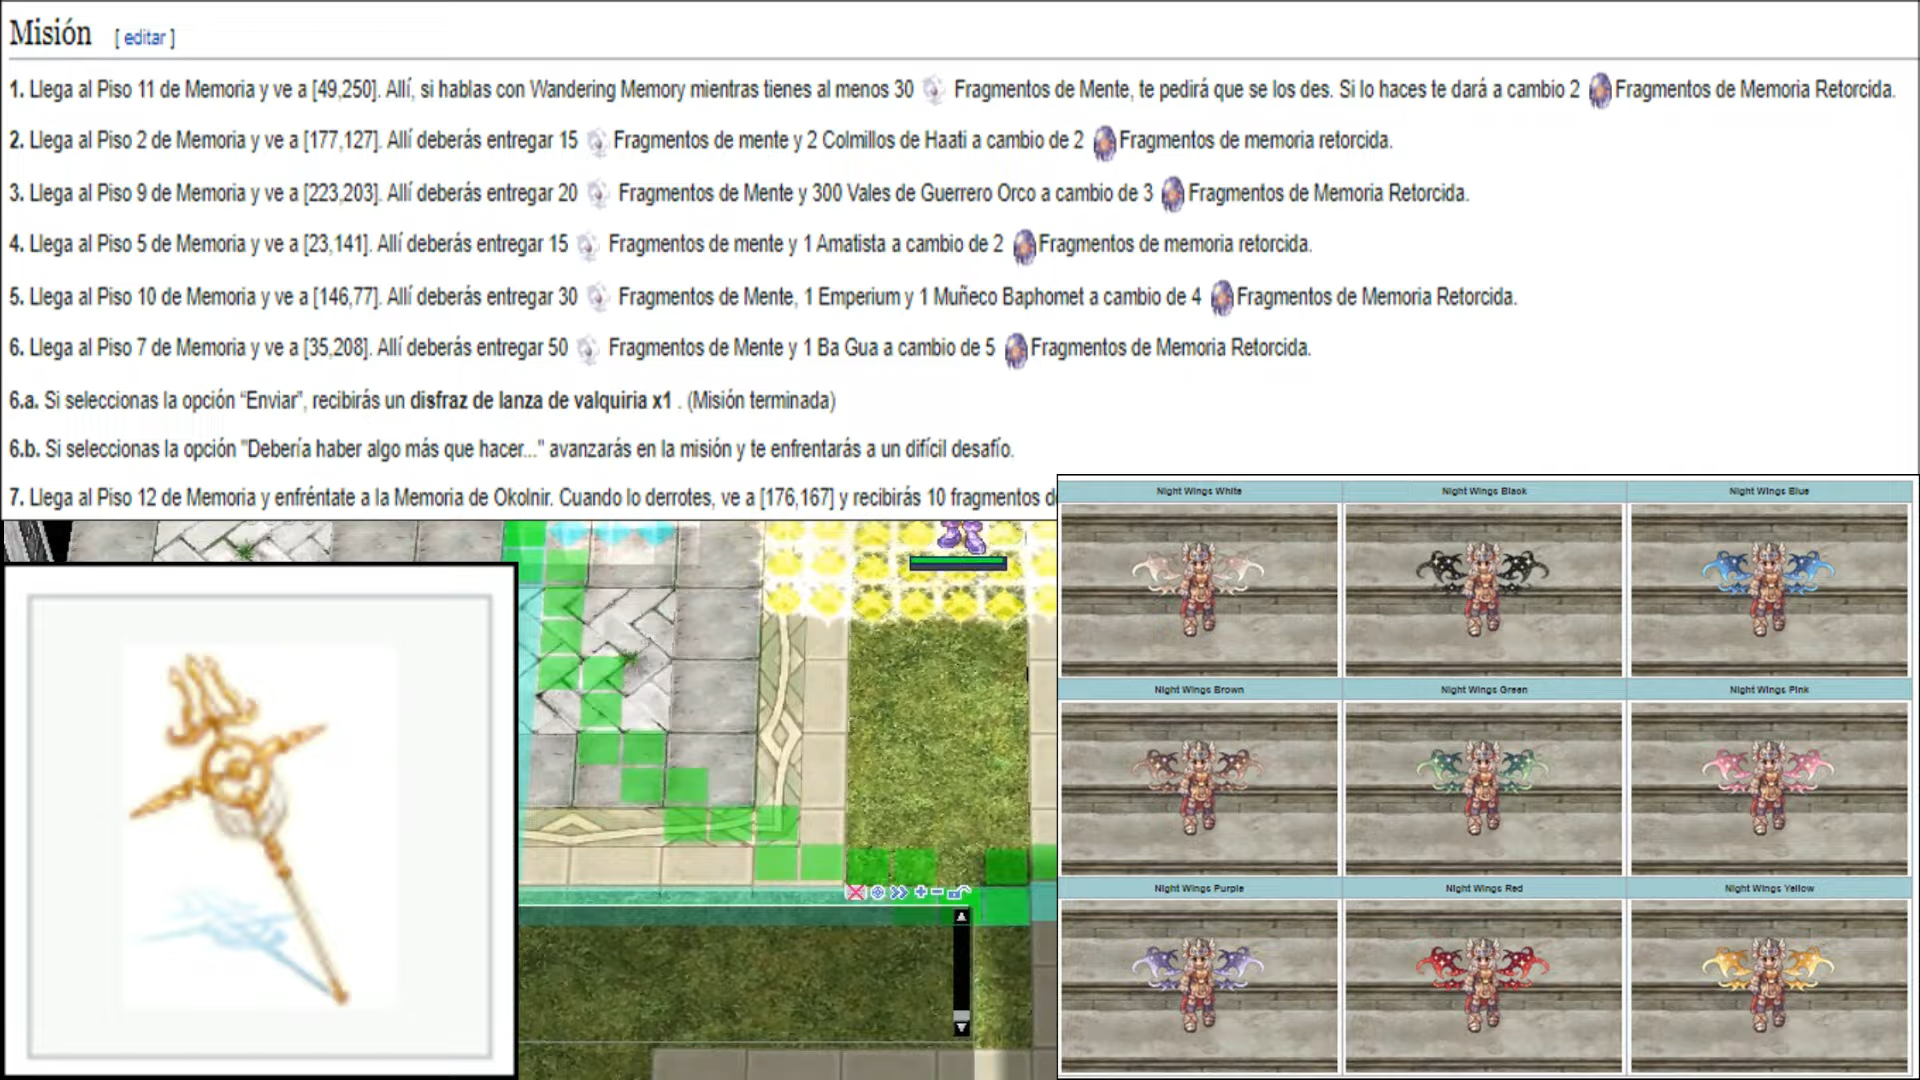 Misión [ editar ]
1. Llega al Piso 11 de Memoria y ve a [49,250]. Allí, si hablas con Wandering Memory mientras tienes al menos 30 Fragmentos de Mente, te pedirá que se los des. Si lo haces te dará a cambio 2 Fragmentos de Memoria Retorcida.
2. Llega al Piso 2 de Memoria y ve a [177,127]. Allí deberás entregar 15 Fragmentos de mente y 2 Colmillos de Haati a cambio de 2 Fragmentos de memoria retorcida.
3. Llega al Piso 9 de Memoria y ve a [223,203]. Allí deberás entregar 20 Fragmentos de Mente y 300 Vales de Guerrero Orco a cambio de 3 Fragmentos de Memoria Retorcida.
4. Llega al Piso 5 de Memoria y ve a [23,141]. Allí deberás entregar 15 Fragmentos de mente y 1 Amatista a cambio de 2 Fragmentos de memoria retorcida.
5. Llega al Piso 10 de Memoria y ve a [146,77]. Allí deberás entregar 30 Fragmentos de Mente, 1 Emperium y 1 Muñeco Baphomet a cambio de 4 Fragmentos de Memoria Retorcida.
6. Llega al Piso 7 de Memoria y ve a [35,208]. Allí deberás entregar 50 Fragmentos de Mente y 1 Ba Gua a cambio de 5 Fragmentos de Memoria Retorcida.
6.a. Si seleccionas la opción “Enviar”, recibirás un disfraz de lanza de valquiria x1 . (Misión terminada)
6.b. Si seleccionas la opción "Debería haber algo más que hacer..." avanzarás en la misión y te enfrentarás a un difícil desafío.
7. Llega al Piso 12 de Memoria y enfréntate a la Memoria de Okolnir. Cuando lo derrotes, ve a [176,167] y recibirás 10 fragmentos
Night Wings White
Night Wings Black
Night Wings Blue
Night Wings Brown
Night Wings Green
Night Wings Pink
Night Wings Purple
Night Wings Red
Night Wings Yellow